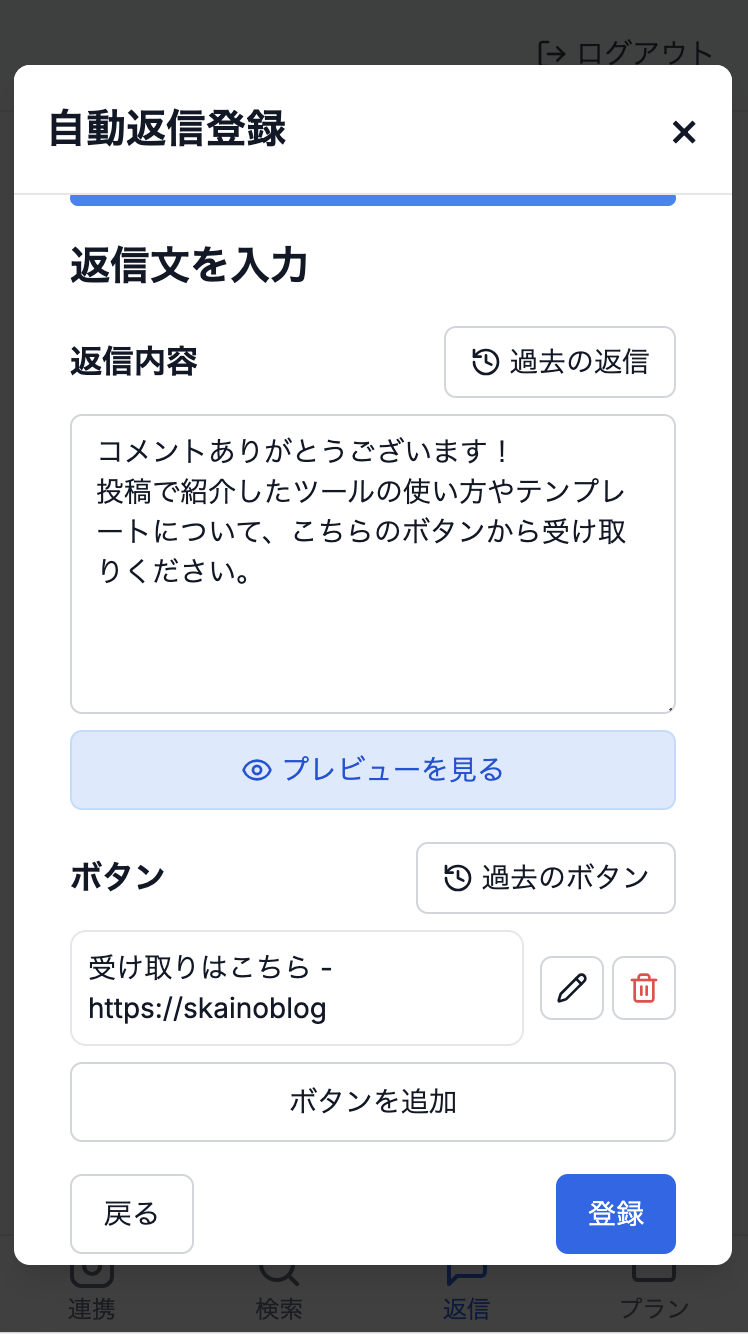 ログアウト
自動返信登録
返信文を入力
返信内容
過去の返信
コメントありがとうございます！
投稿で紹介したツールの使い方やテンプレ
ートについて、こちらのボタンから受け取
りください。
プレビューを見る
ボタン
過去のボタン
受け取りはこちら -
https://skainoblog
ボタンを追加
戻る
登録
連携
検索
返信
プラン